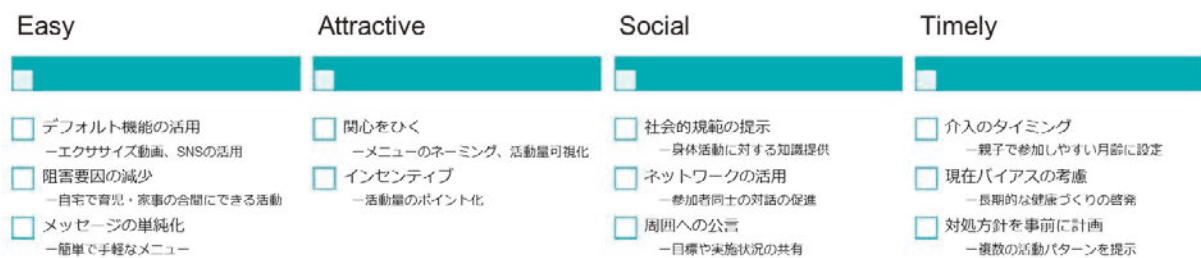 Easy
デフォルト機能の活用
ーエクササイズ動画、SNSの活用
阻害要因の減少
ー自宅で育児・家事の合間にできる活動
メッセージの単純化
ー簡単で手軽なメニュー
Attractive
関心をひく
ーメニューのネーミング、活動量可視化
インセンティブ
ー活動量のポイント化
Social
社会的規範の提示
ー身体活動に対する知識提供
ネットワークの活用
ー参加者同士の対話の促進
周囲への公言
ー目標や実施状況の共有
Timely
介入のタイミング
ー親子で参加しやすい月齢に設定
現在バイアスの考慮
ー長期的な健康づくりの啓発
対処方針を事前に計画
ー複数の活動パターンを提示